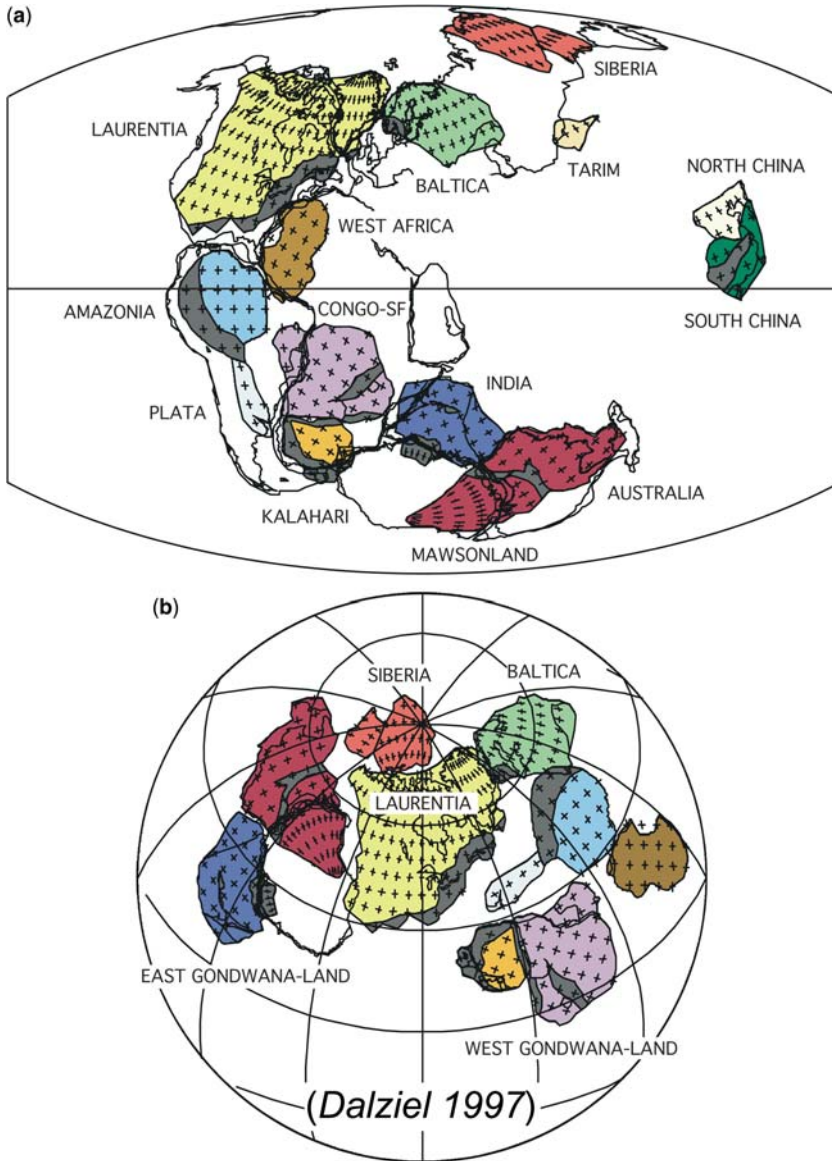 (a)
SIBERIA
LAURENTIA
TARIM
NORTH CHINA
BALTICA
WEST AFRICA
AMAZONIA
CONGO-SF
SOUTH CHINA
INDIA
PLATA
AUSTRALIA
KALAHARI
MAWSONLAND
(b)
SIBERIA
BALTICA
LAURENTIA
EAST GONDWANA-LAND
WEST GONDWANA-LAND
(Dalziel 1997)